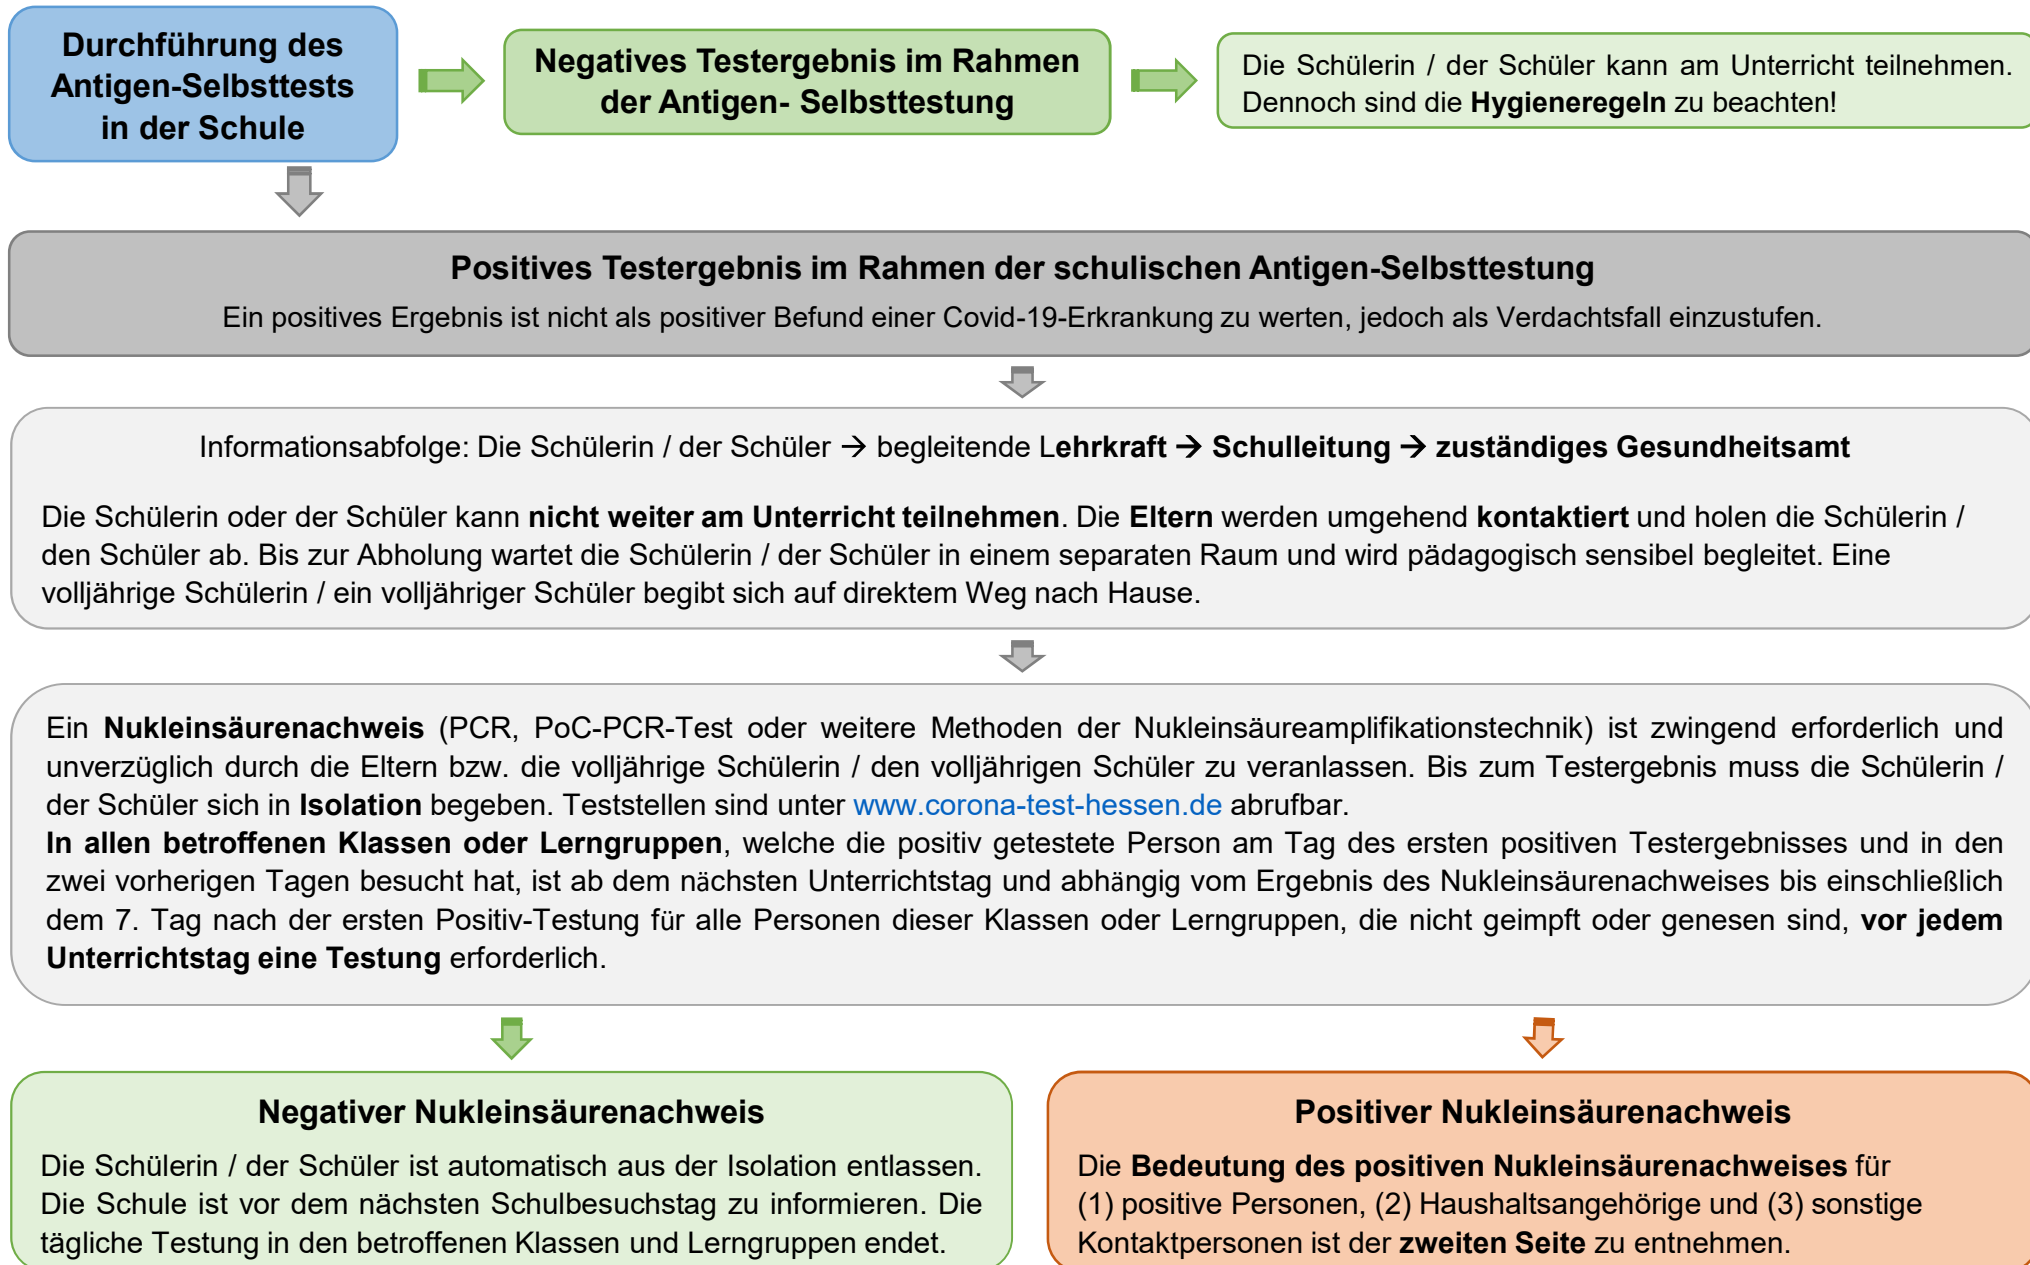 Durchführung des
Antigen-Selbsttests
in der Schule
Negatives Testergebnis im Rahmen
der Antigen- Selbsttestung
Die Schülerin / der Schüler kann am Unterricht teilnehmen.
Dennoch sind die Hygieneregeln zu beachten!
Positives Testergebnis im Rahmen der schulischen Antigen-Selbsttestung
Ein positives Ergebnis ist nicht als positiver Befund einer Covid-19-Erkrankung zu werten, jedoch als Verdachtsfall einzustufen.
Informationsabfolge: Die Schülerin / der Schüler → begleitende Lehrkraft → Schulleitung → zuständiges Gesundheitsamt
Die Schülerin oder der Schüler kann nicht weiter am Unterricht teilnehmen. Die Eltern werden umgehend kontaktiert und holen die Schülerin /
den Schüler ab. Bis zur Abholung wartet die Schülerin / der Schüler in einem separaten Raum und wird pädagogisch sensibel begleitet. Eine
volljährige Schülerin / ein volljähriger Schüler begibt sich auf direktem Weg nach Hause.
Ein Nukleinsäurenachweis (PCR, PoC-PCR-Test oder weitere Methoden der Nukleinsäureamplifikationstechnik) ist zwingend erforderlich und
unverzüglich durch die Eltern bzw. die volljährige Schülerin / den volljährigen Schüler zu veranlassen. Bis zum Testergebnis muss die Schülerin /
der Schüler sich in Isolation begeben. Teststellen sind unter www.corona-test-hessen.de abrufbar.
In allen betroffenen Klassen oder Lerngruppen, welche die positiv getestete Person am Tag des ersten positiven Testergebnisses und in den
zwei vorherigen Tagen besucht hat, ist ab dem nächsten Unterrichtstag und abhängig vom Ergebnis des Nukleinsäurenachweises bis einschließlich
dem 7. Tag nach der ersten Positiv-Testung für alle Personen dieser Klassen oder Lerngruppen, die nicht geimpft oder genesen sind, vor jedem
Unterrichtstag eine Testung erforderlich.
Negativer Nukleinsäurenachweis
Die Schülerin / der Schüler ist automatisch aus der Isolation entlassen.
Die Schule ist vor dem nächsten Schulbesuchstag zu informieren. Die
tägliche Testung in den betroffenen Klassen und Lerngruppen endet.
Positiver Nukleinsäurenachweis
Die Bedeutung des positiven Nukleinsäurenachweises für
(1) positive Personen, (2) Haushaltsangehörige und (3) sonstige
Kontaktpersonen ist der zweiten Seite zu entnehmen.